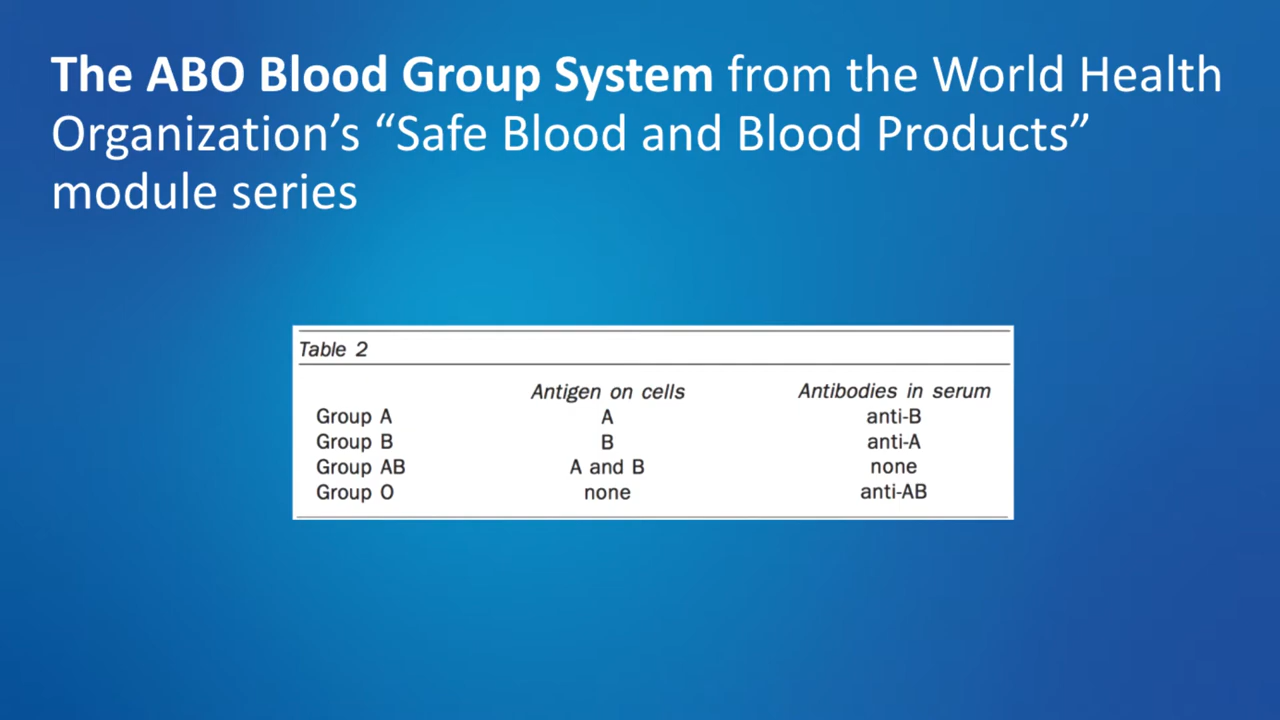 The ABO Blood Group System from the World Health
Organization’s “Safe Blood and Blood Products”
module series
Table 2
Antigen on cells Antibodies in serum
Group A A anti-B
Group B B anti-A
Group AB A and B none
Group O none anti-AB